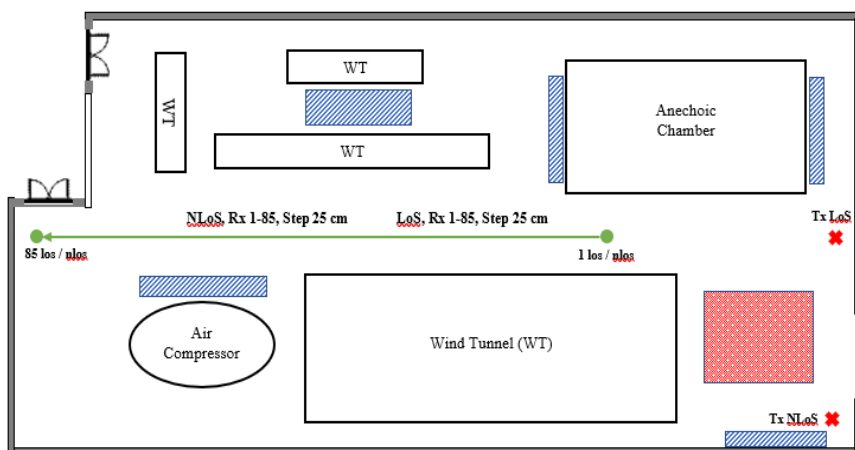 WT
WT
WT
Anechoic
Chamber
NLoS, Rx 1-85, Step 25 cm
LoS, Rx 1-85, Step 25 cm
Tx LoS
85 los / nlos
1 los / nlos
Air
Compressor
Wind Tunnel (WT)
Tx NLoS